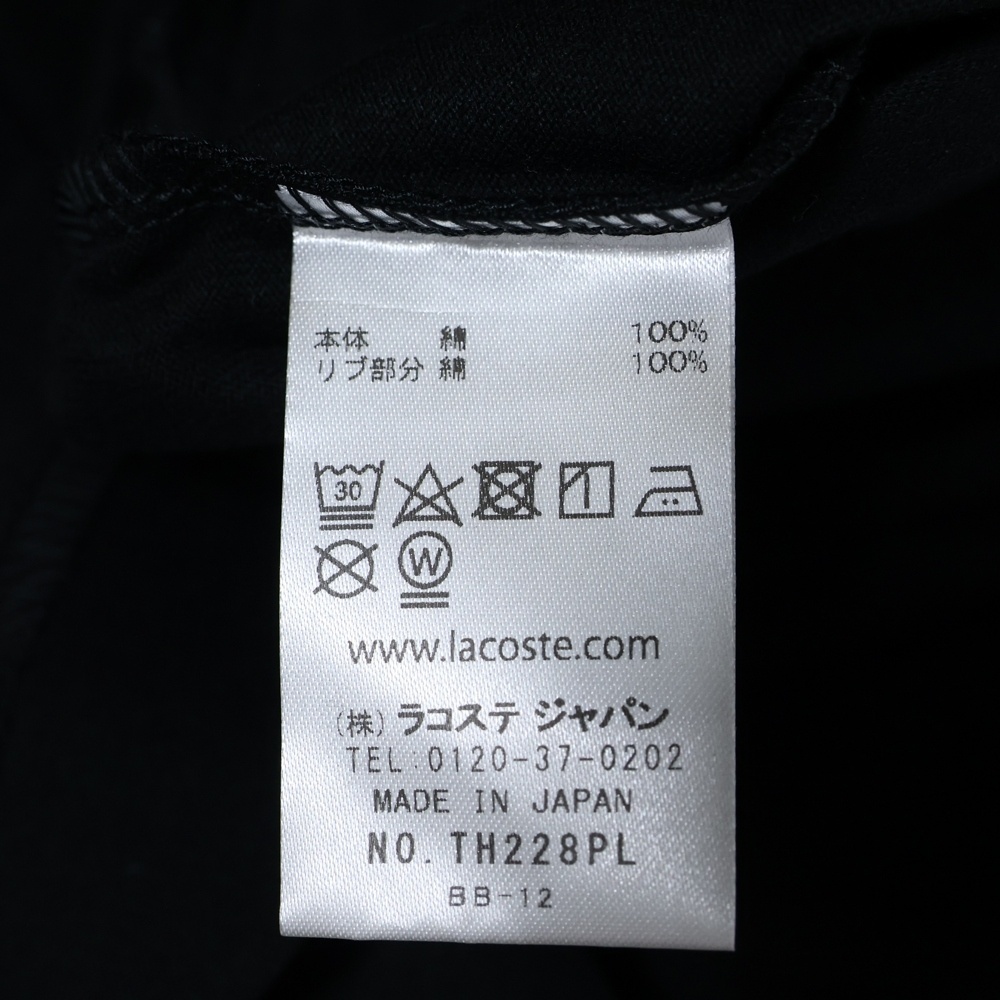 本体 綿 100%
リブ部分 綿 100%
30
W
www.lacoste.com
(株) ラコステ ジャパン
TEL:0120-37-0202
MADE IN JAPAN
NO. TH228PL
BB-12